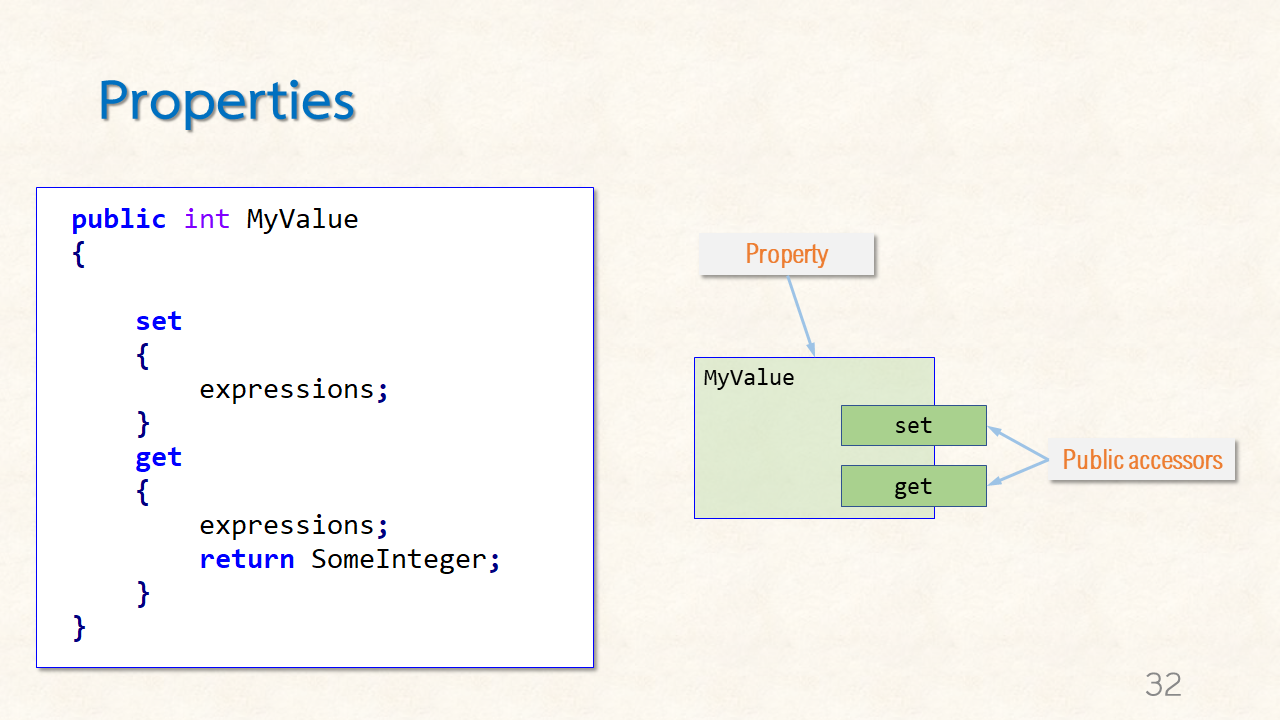 Properties
public int MyValue
{
set
{
expressions;
}
get
{
expressions;
return SomeInteger;
}
}
Property
MyValue
set
get
Public accessors
32